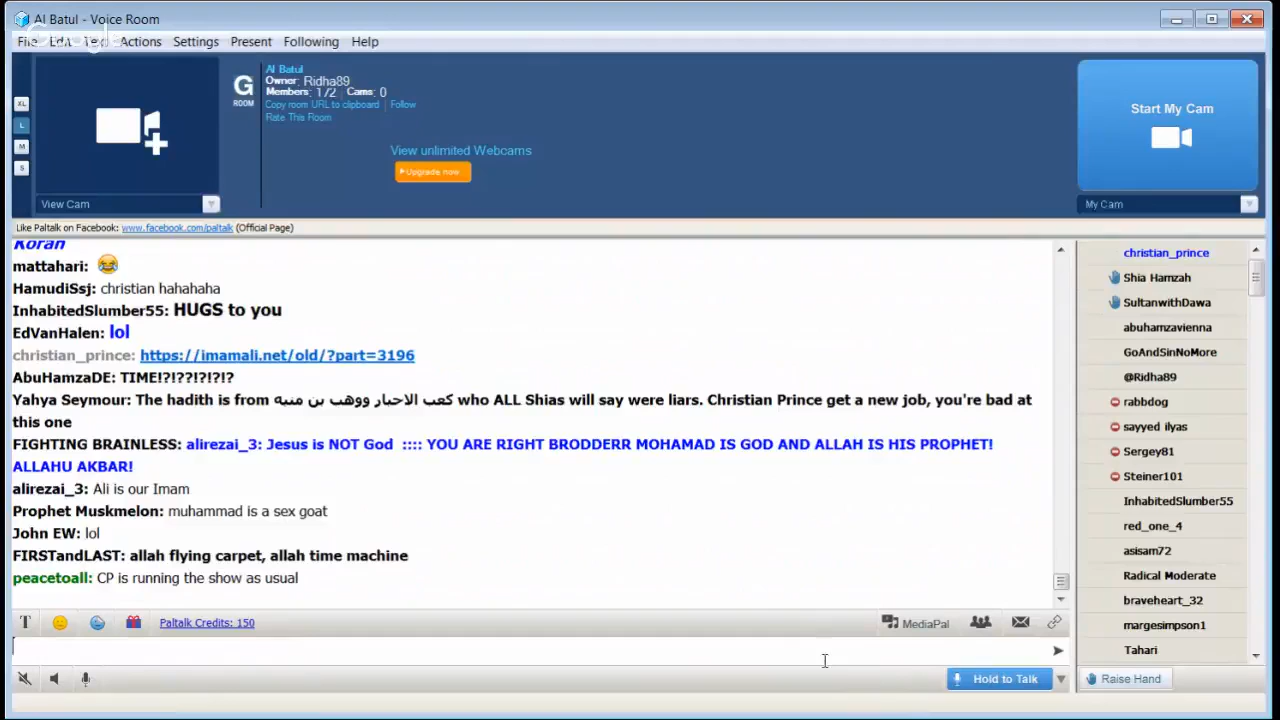 Al Batul - Voice Room
File Edit Text Actions Settings Present Following Help
Google
G
ROOM
Al Batul
Owner: Ridha89
Members: 172 Cams: 0
Copy room URL to clipboard | Follow
Rate This Room
View unlimited Webcams
Upgrade now
XL
L
M
S
View Cam
Start My Cam
My Cam
Like Paltalk on Facebook: www.facebook.com/paltalk (Official Page)
Koran
mattahari:
HamudiSsj: christian hahahaha
InhabitedSlumber55: HUGS to you
EdVanHalen: lol
christian_prince: https://imamali.net/old/?part=3196
AbuHamzaDE: TIME!?!??!?!?!?
Yahya Seymour: The hadith is from كعب الاحبار ووهب بن منبه who ALL Shias will say were liars. Christian Prince get a new job, you're bad at
this one
FIGHTING BRAINLESS: alirezai_3: Jesus is NOT God :::: YOU ARE RIGHT BRODDERR MOHAMAD IS GOD AND ALLAH IS HIS PROPHET!
ALLAHU AKBAR!
alirezai_3: Ali is our Imam
Prophet Muskmelon: muhammad is a sex goat
John EW: lol
FIRSTandLAST: allah flying carpet, allah time machine
peacetoall: CP is running the show as usual
christian_prince
Shia Hamzah
SultanwithDawa
abuhamzavienna
GoAndSinNoMore
@Ridha89
rabbdog
sayyed ilyas
Sergey81
Steiner101
InhabitedSlumber55
red_one_4
asisam72
Radical Moderate
braveheart_32
margesimpson1
Tahari
T
Paltalk Credits: 150
MediaPal
Hold to Talk
Raise Hand